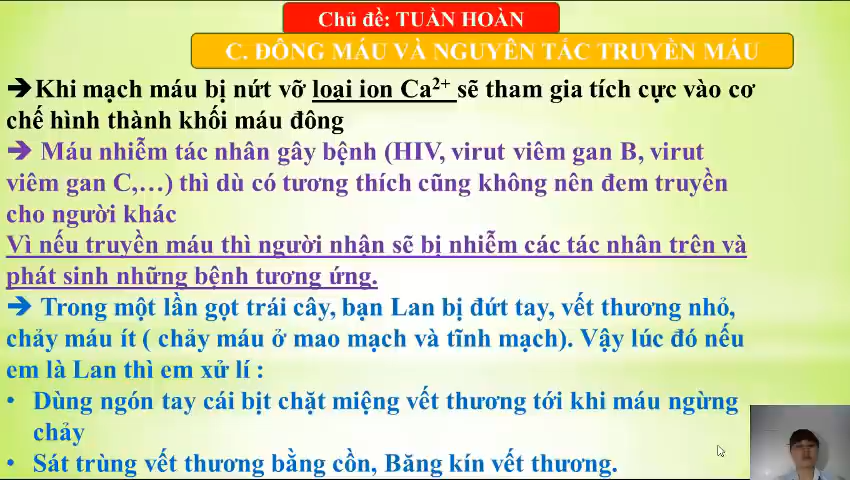 Chủ đề: TUẦN HOÀN
C. ĐÔNG MÁU VÀ NGUYÊN TẮC TRUYỀN MÁU
➔Khi mạch máu bị nứt vỡ loại ion Ca²⁺ sẽ tham gia tích cực vào cơ
chế hình thành khối máu đông
➔ Máu nhiễm tác nhân gây bệnh (HIV, virut viêm gan B, virut
viêm gan C,…) thì dù có tương thích cũng không nên đem truyền
cho người khác
Vì nếu truyền máu thì người nhận sẽ bị nhiễm các tác nhân trên và
phát sinh những bệnh tương ứng.
➔ Trong một lần gọt trái cây, bạn Lan bị đứt tay, vết thương nhỏ,
chảy máu ít ( chảy máu ở mao mạch và tĩnh mạch). Vậy lúc đó nếu
em là Lan thì em xử lí :
• Dùng ngón tay cái bịt chặt miệng vết thương tới khi máu ngừng
chảy
• Sát trùng vết thương bằng cồn, Băng kín vết thương.